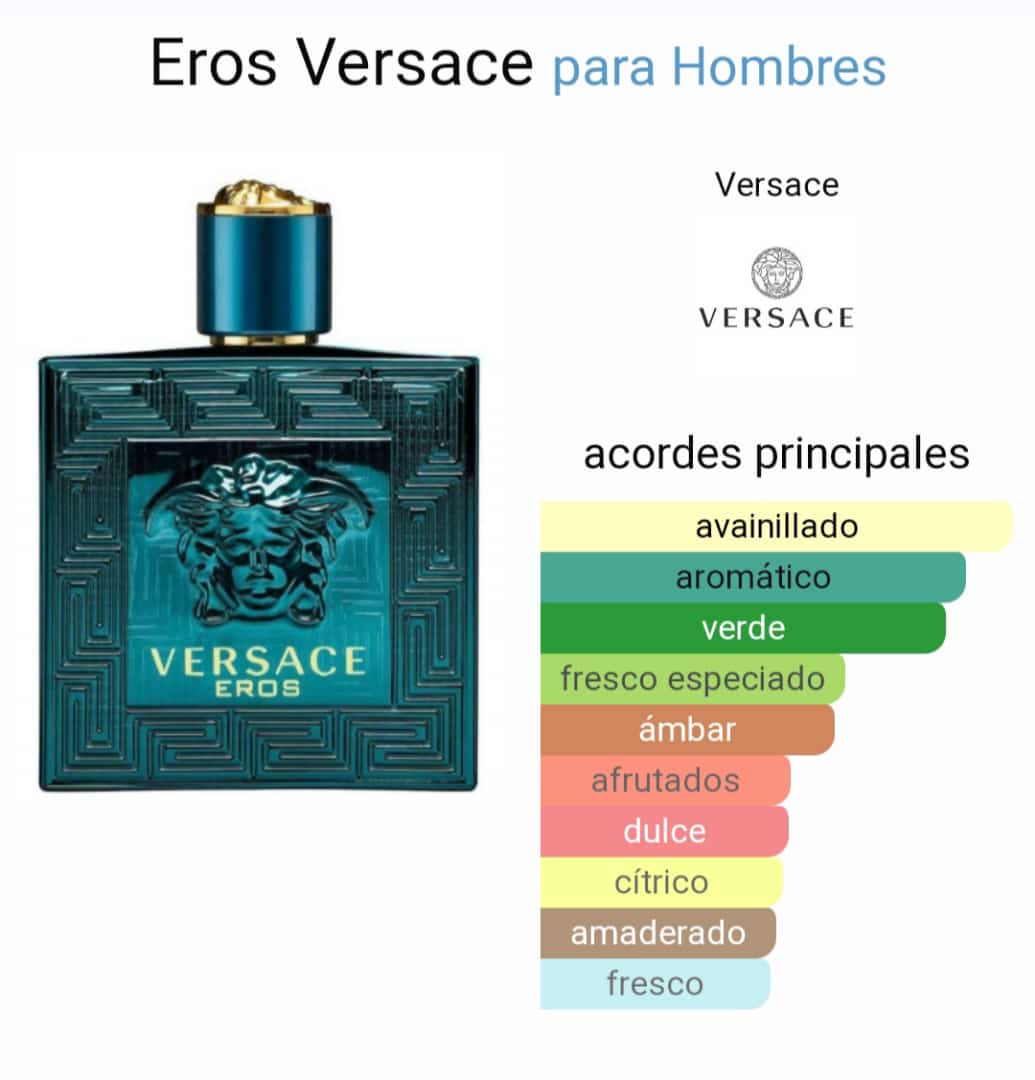 Eros Versace para Hombres
Versace
VERSACE
acordes principales
avainillado
aromático
verde
fresco especiado
ámbar
afrutados
dulce
cítrico
amaderado
fresco
VERSACE
EROS